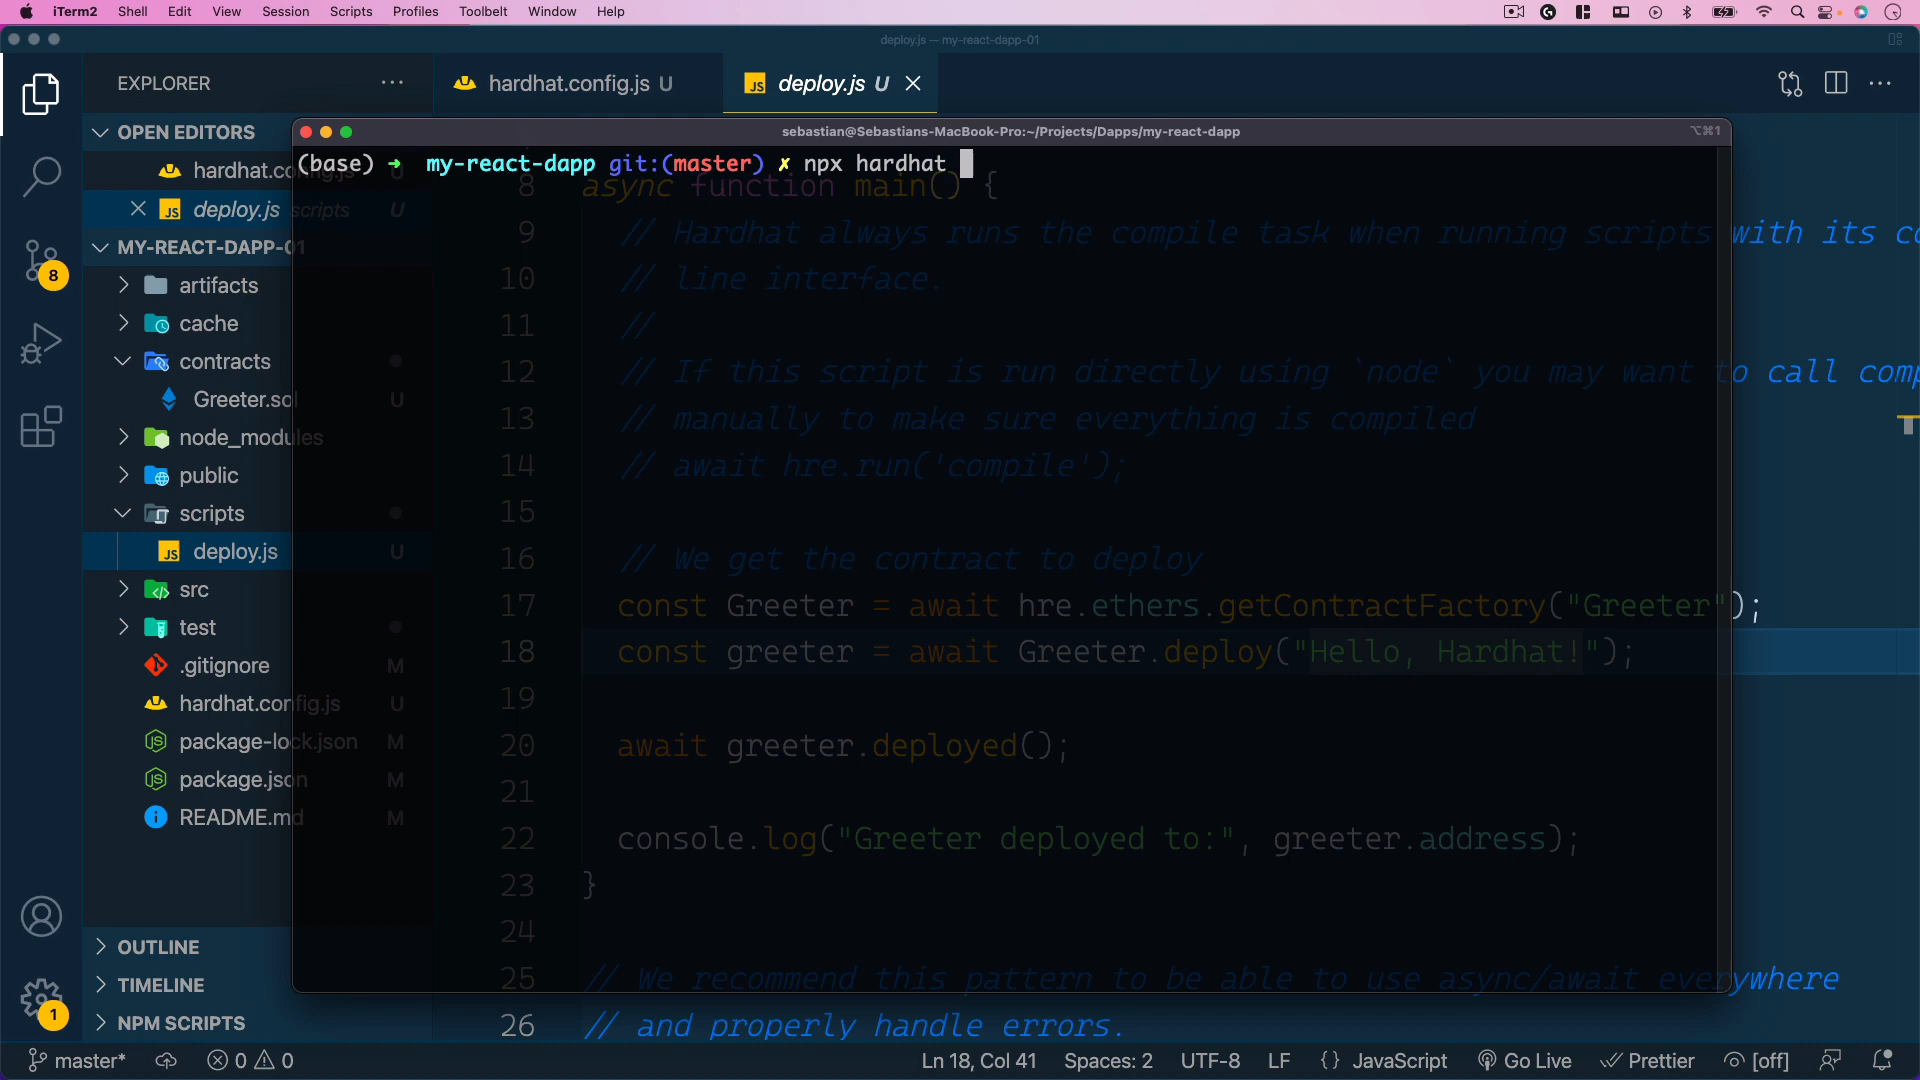 iTerm2 Shell Edit View Session Scripts Profiles Toolbelt Window Help
deploy.js — my-react-dapp-01
EXPLORER
hardhat.config.js U
JS deploy.js U
OPEN EDITORS
hardhat.config.js U
JS deploy.js scripts U
MY-REACT-DAPP-01
artifacts
cache
contracts
Greeter.sol U
node_modules
public
scripts
JS deploy.js U
src
test
.gitignore M
hardhat.config.js U
package-lock.json M
package.json M
README.md M
OUTLINE
TIMELINE
NPM SCRIPTS
8
1
sebastian@Sebastians-MacBook-Pro:~/Projects/Dapps/my-react-dapp
⌥⌘1
(base) ➜ my-react-dapp git:(master) ✗ npx hardhat
8 async function main() {
9 // Hardhat always runs the compile task when running scripts with its co
10 // line interface.
11 //
12 // If this script is run directly using `node` you may want to call comp
13 // manually to make sure everything is compiled
14 // await hre.run('compile');
15
16 // We get the contract to deploy
17 const Greeter = await hre.ethers.getContractFactory("Greeter");
18 const greeter = await Greeter.deploy("Hello, Hardhat!");
19
20 await greeter.deployed();
21
22 console.log("Greeter deployed to:", greeter.address);
23 }
24
25 // We recommend this pattern to be able to use async/await everywhere
26 // and properly handle errors.
master* 0 0
Ln 18, Col 41 Spaces: 2 UTF-8 LF {} JavaScript Go Live Prettier [off]